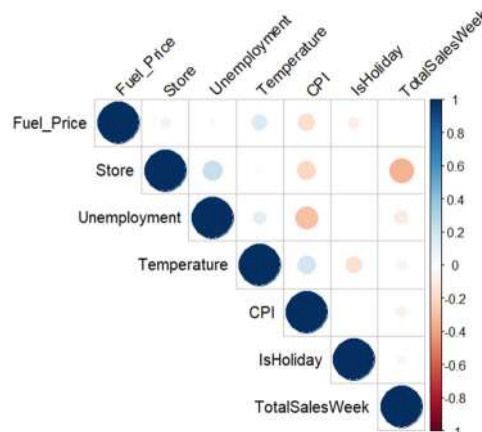 Fuel_Price
Store
Unemployment
Temperature
CPI
IsHoliday
TotalSalesWeek
Fuel_Price
Store
Unemployment
Temperature
CPI
IsHoliday
TotalSalesWeek
1
0.8
0.6
0.4
0.2
0
-0.2
-0.4
-0.6
-0.8
-1